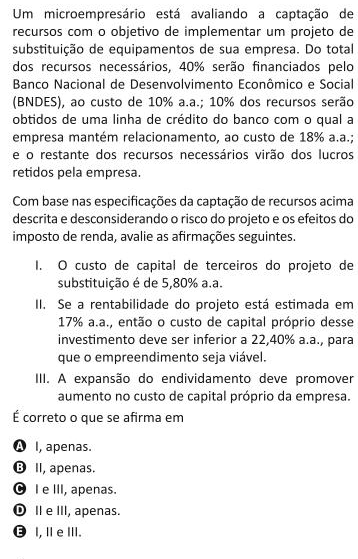 Um microempresário está avaliando a captação de
recursos com o objetivo de implementar um projeto de
substituição de equipamentos de sua empresa. Do total
dos recursos necessários, 40% serão financiados pelo
Banco Nacional de Desenvolvimento Econômico e Social
(BNDES), ao custo de 10% a.a.; 10% dos recursos serão
obtidos de uma linha de crédito do banco com o qual a
empresa mantém relacionamento, ao custo de 18% a.a.;
e o restante dos recursos necessários virão dos lucros
retidos pela empresa.
Com base nas especificações da captação de recursos acima
descrita e desconsiderando o risco do projeto e os efeitos do
imposto de renda, avalie as afirmações seguintes.
I. O custo de capital de terceiros do projeto de
substituição é de 5,80% a.a.
II. Se a rentabilidade do projeto está estimada em
17% a.a., então o custo de capital próprio desse
investimento deve ser inferior a 22,40% a.a., para
que o empreendimento seja viável.
III. A expansão do endividamento deve promover
aumento no custo de capital próprio da empresa.
É correto o que se afirma em
A I, apenas.
B II, apenas.
C I e III, apenas.
D II e III, apenas.
E I, II e III.